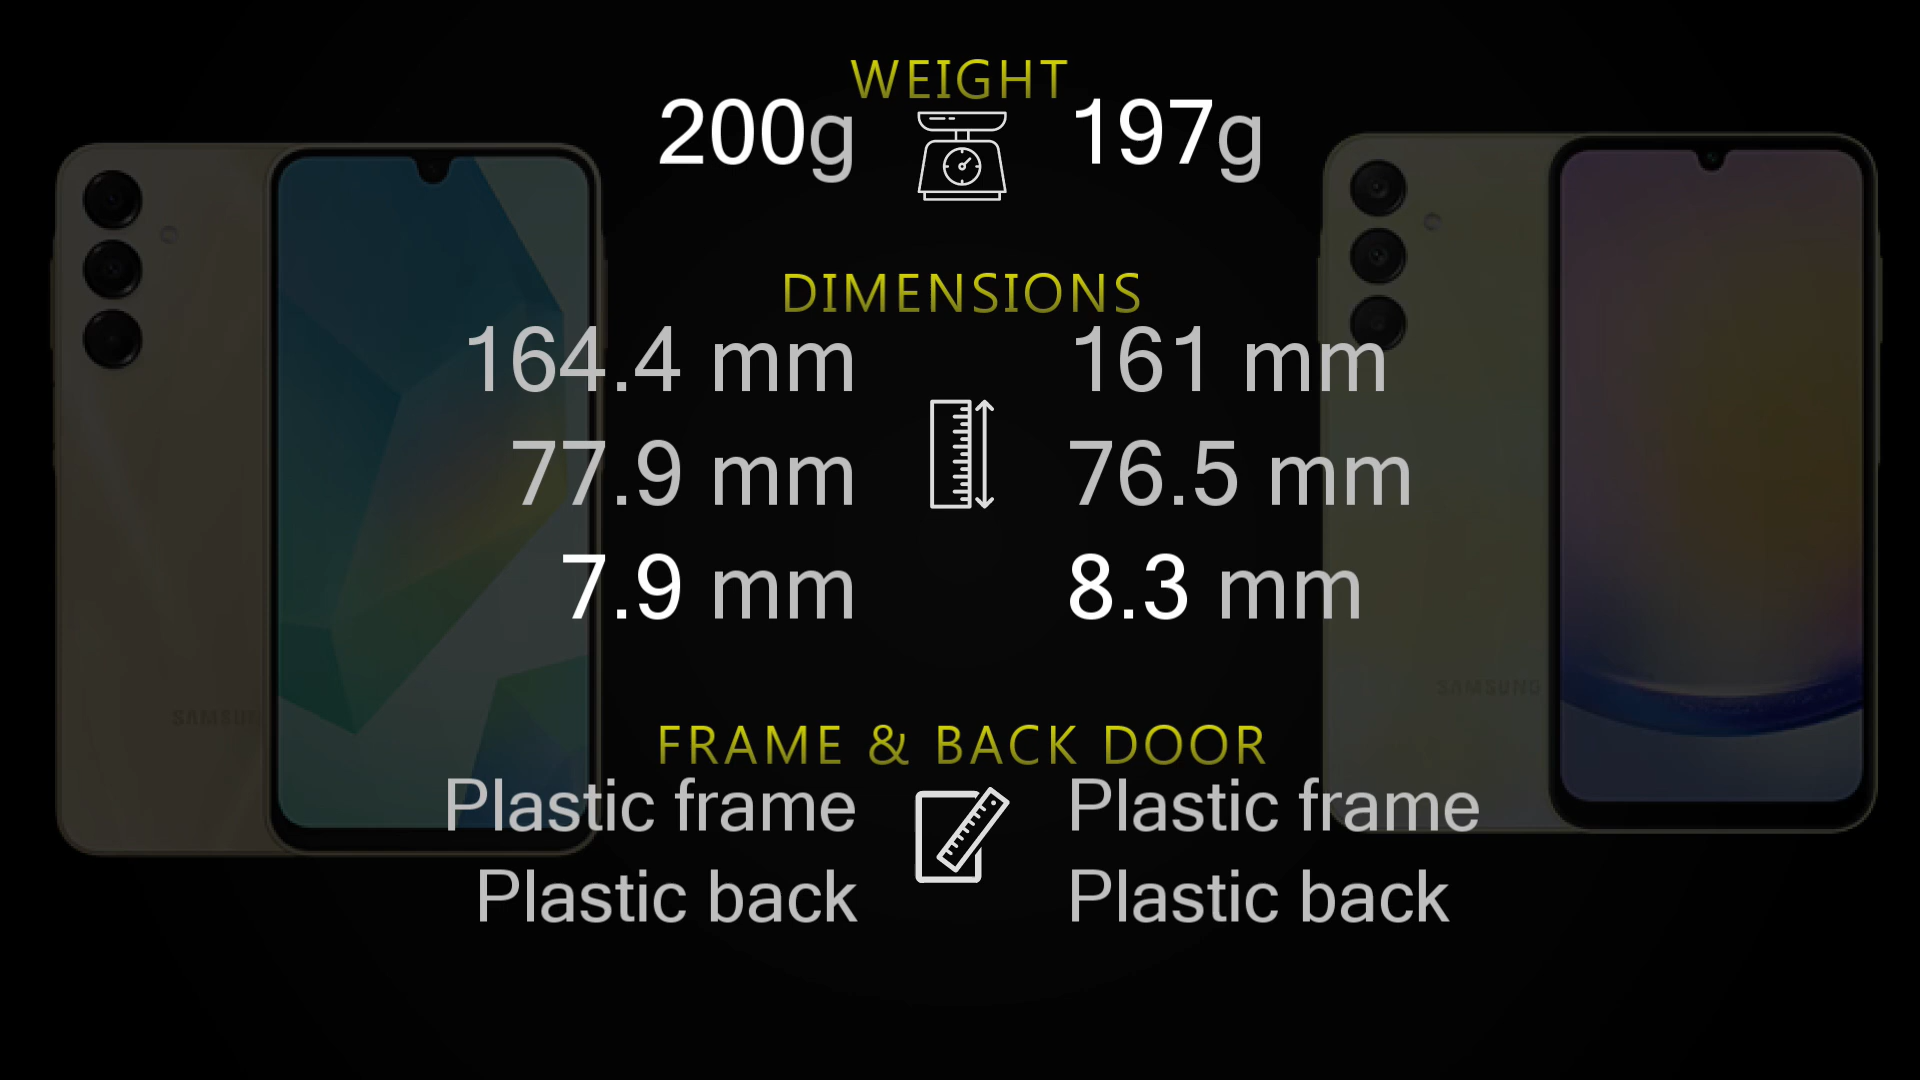 WEIGHT
200g 197g
DIMENSIONS
164.4 mm 161 mm
77.9 mm 76.5 mm
7.9 mm 8.3 mm
SAMSUNG
FRAME & BACK DOOR
Plastic frame Plastic frame
Plastic back Plastic back